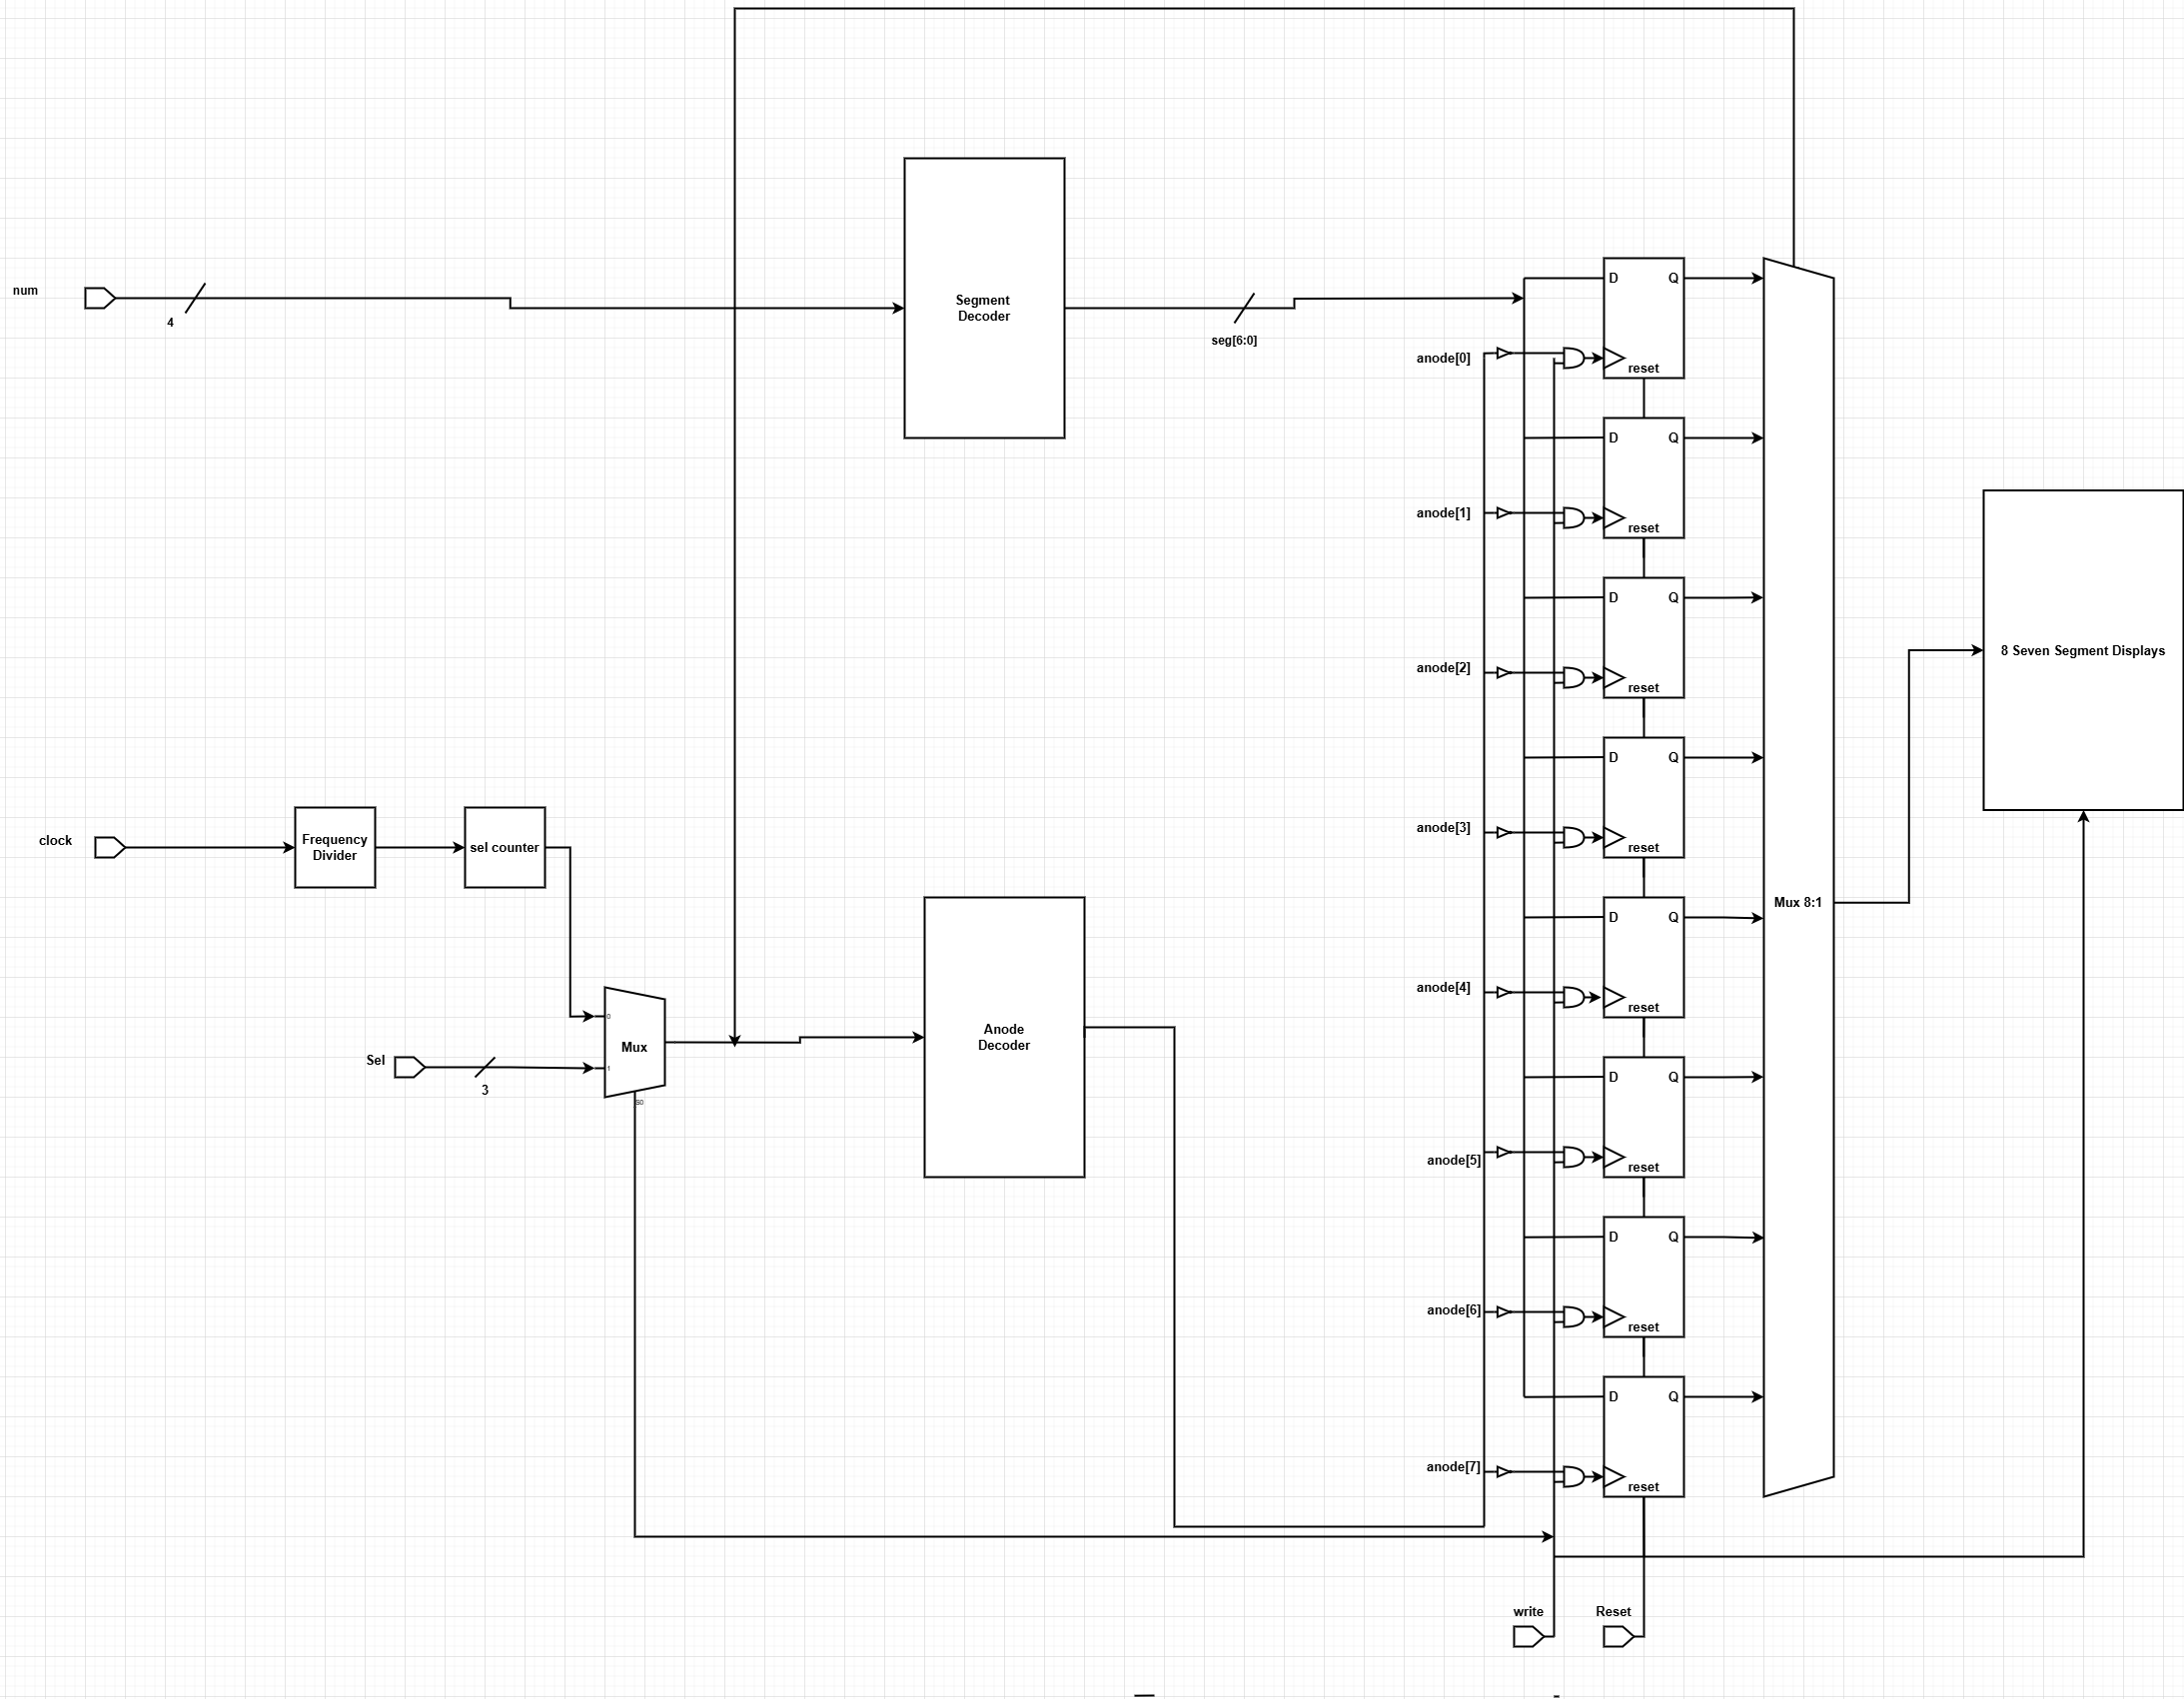 num
4
Segment
Decoder
seg[6:0]
D Q
anode[0]
reset
D Q
anode[1]
reset
D Q
anode[2]
reset
8 Seven Segment Displays
D Q
anode[3]
reset
clock
Frequency
Divider
sel counter
Mux 8:1
D Q
anode[4]
reset
0
Sel
3
Mux
1
S0
Anode
Decoder
D Q
anode[5]
reset
D Q
anode[6]
reset
D Q
anode[7]
reset
write
Reset